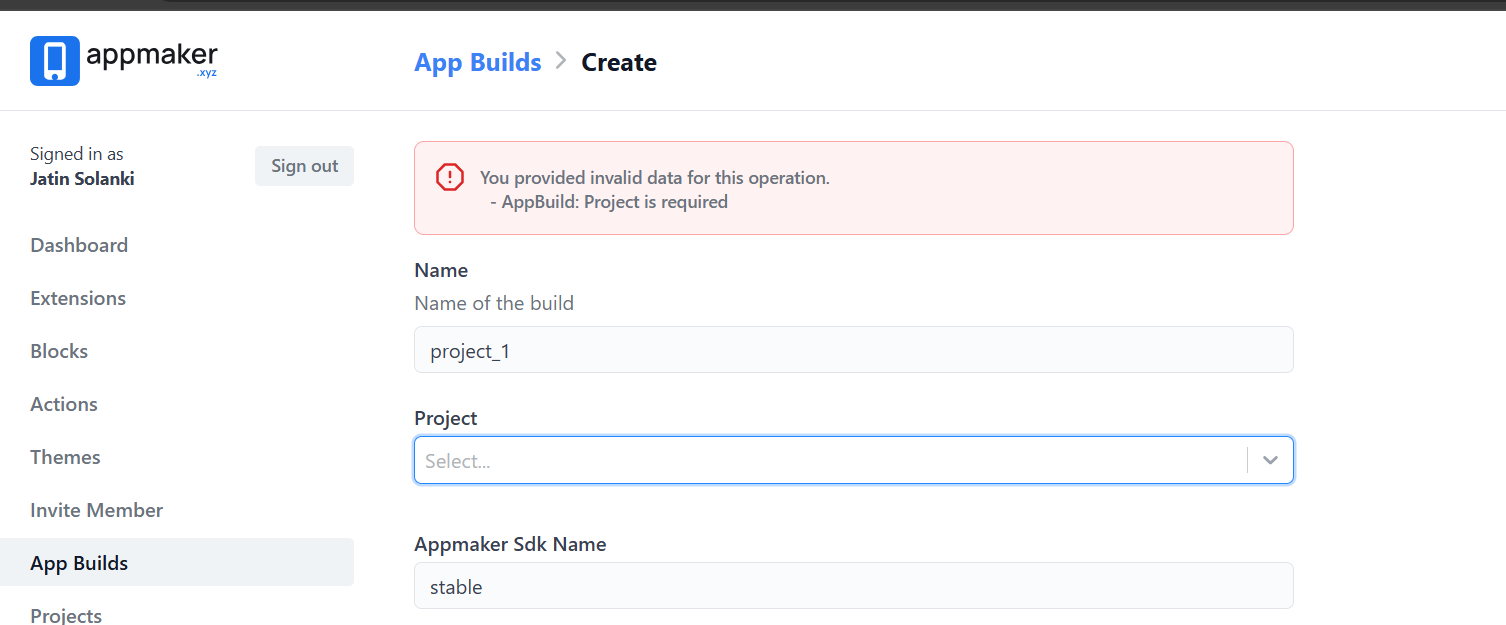 appmaker
.xyz
App Builds > Create
Signed in as
Jatin Solanki
Sign out
Dashboard
Extensions
Blocks
Actions
Themes
Invite Member
App Builds
Projects
You provided invalid data for this operation.
- AppBuild: Project is required
Name
Name of the build
project_1
Project
Select...
Appmaker Sdk Name
stable